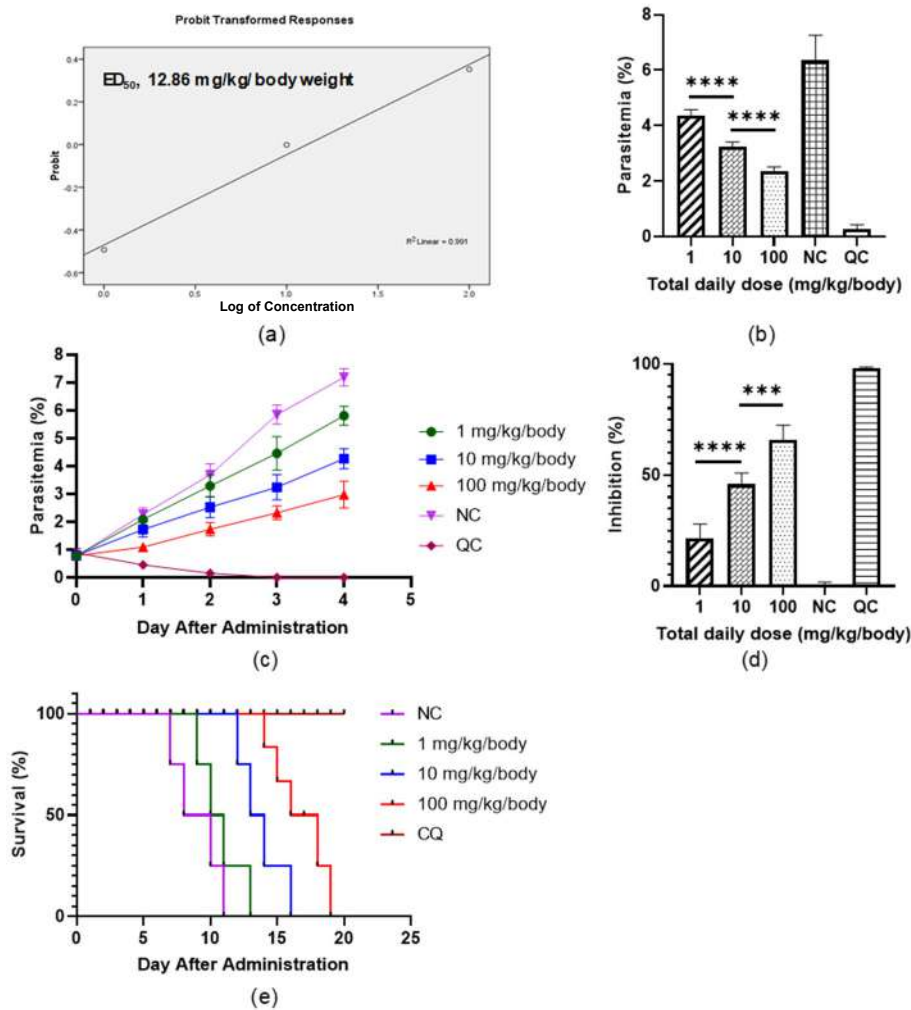 Probit Transformed Responses
ED50, 12.86 mg/kg/body weight
Probit
0.4
0.2
0.0
-0.2
-0.4
-0.6
R2 Linear = 0.991
0.0 0.5 1.0 1.5 2.0
Log of Concentration
(a)
Parasitemia (%)
8
6
4
2
0
**** ****
1 10 100 NC QC
Total daily dose (mg/kg/body)
(b)
Parasitemia (%)
8
7
6
5
4
3
2
1
0
0 1 2 3 4 5
Day After Administration
1 mg/kg/body
10 mg/kg/body
100 mg/kg/body
NC
QC
(c)
Inhibition (%)
100
50
0
**** ***
1 10 100 NC QC
Total daily dose (mg/kg/body)
(d)
Survival (%)
100
50
0
0 5 10 15 20 25
Day After Administration
NC
1 mg/kg/body
10 mg/kg/body
100 mg/kg/body
CQ
(e)